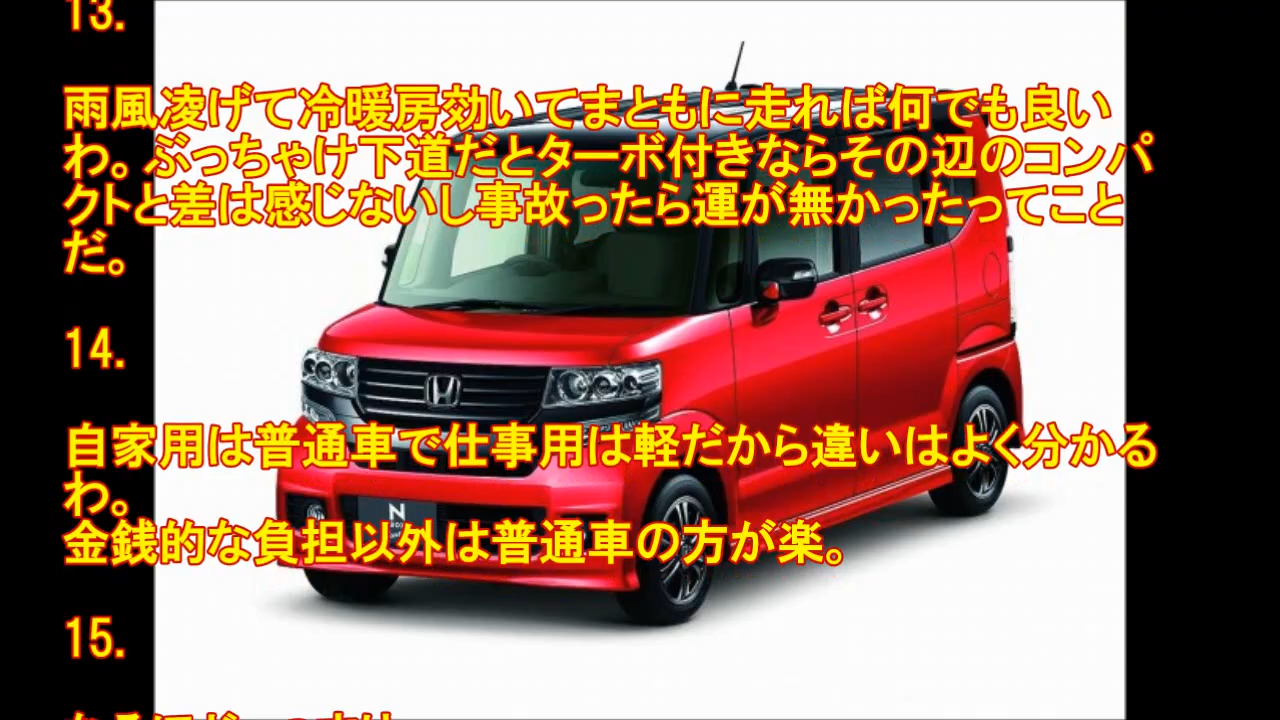 13.
雨風凌げて冷暖房効いてまともに走れば何でも良い
わ。ぶっちゃけ下道だとターボ付きならその辺のコンパ
クトと差は感じないし事故ったら運が無かったってこと
だ。
14.
自家用は普通車で仕事用は軽だから違いはよく分かる
わ。
金銭的な負担以外は普通車の方が楽。
15.
N